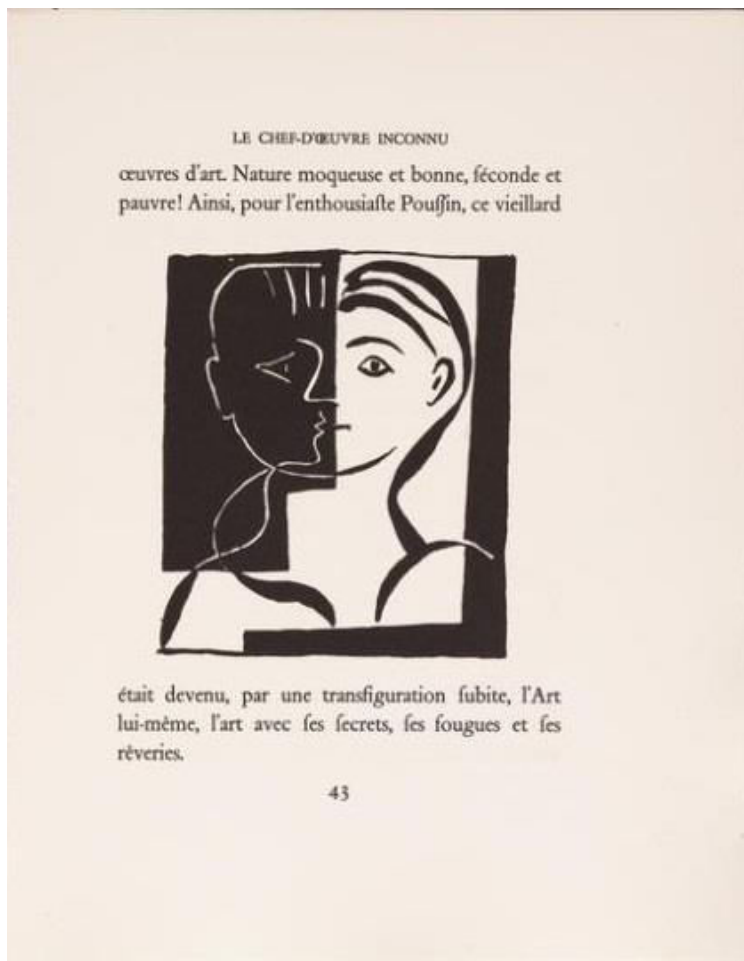 LE CHEF-D'ŒUVRE INCONNU
œuvres d'art. Nature moqueuse et bonne, féconde et
pauvre! Ainsi, pour l'enthousiaſte Pouſſin, ce vieillard
était devenu, par une transfiguration ſubite, l'Art
lui-même, l'art avec ſes ſecrets, ſes fougues et ſes
rêveries.
43